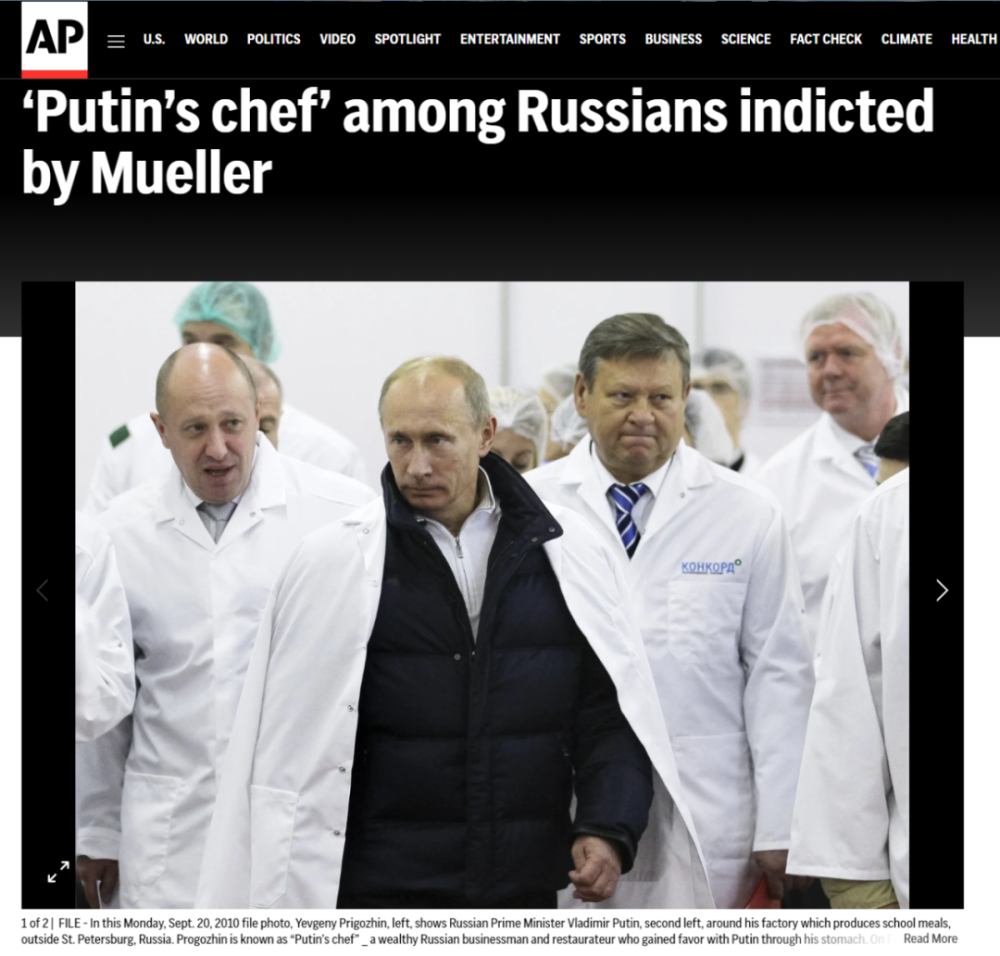 AP
U.S. WORLD POLITICS VIDEO SPOTLIGHT ENTERTAINMENT SPORTS BUSINESS SCIENCE FACT CHECK CLIMATE HEALTH
‘Putin’s chef’ among Russians indicted
by Mueller
КОНКОРД
1 of 2 | FILE - In this Monday, Sept. 20, 2010 file photo, Yevgeny Prigozhin, left, shows Russian Prime Minister Vladimir Putin, second left, around his factory which produces school meals,
outside St. Petersburg, Russia. Progozhin is known as “Putin’s chef” _ a wealthy Russian businessman and restaurateur who gained favor with Putin through his stomach. On Read More